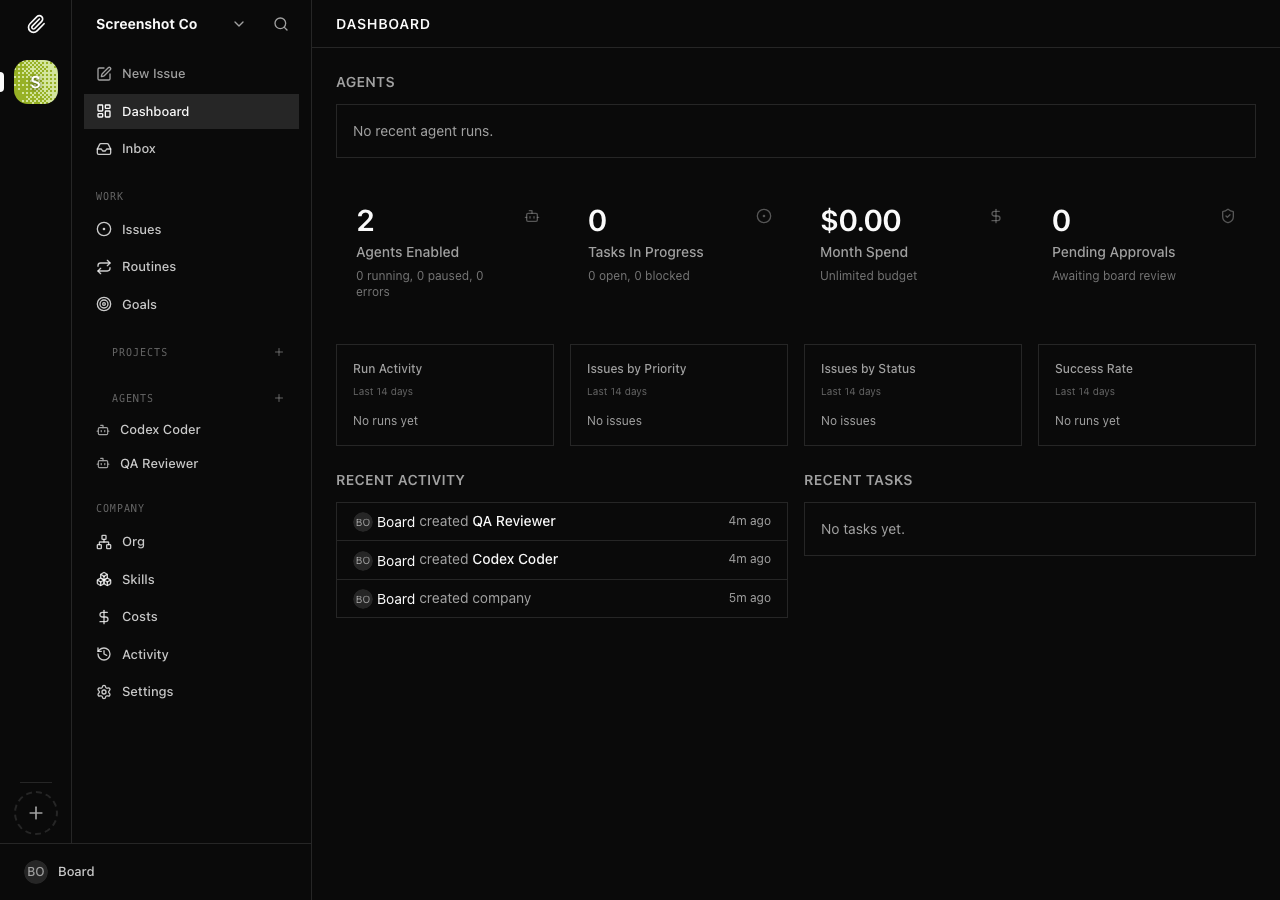 Screenshot Co
S
New Issue
Dashboard
Inbox
WORK
Issues
Routines
Goals
PROJECTS
AGENTS
Codex Coder
QA Reviewer
COMPANY
Org
Skills
Costs
Activity
Settings
BO Board
DASHBOARD
AGENTS
No recent agent runs.
2
Agents Enabled
0 running, 0 paused, 0
errors
0
Tasks In Progress
0 open, 0 blocked
$0.00
Month Spend
Unlimited budget
0
Pending Approvals
Awaiting board review
Run Activity
Last 14 days
No runs yet
Issues by Priority
Last 14 days
No issues
Issues by Status
Last 14 days
No issues
Success Rate
Last 14 days
No runs yet
RECENT ACTIVITY
BO Board created QA Reviewer 4m ago
BO Board created Codex Coder 4m ago
BO Board created company 5m ago
RECENT TASKS
No tasks yet.